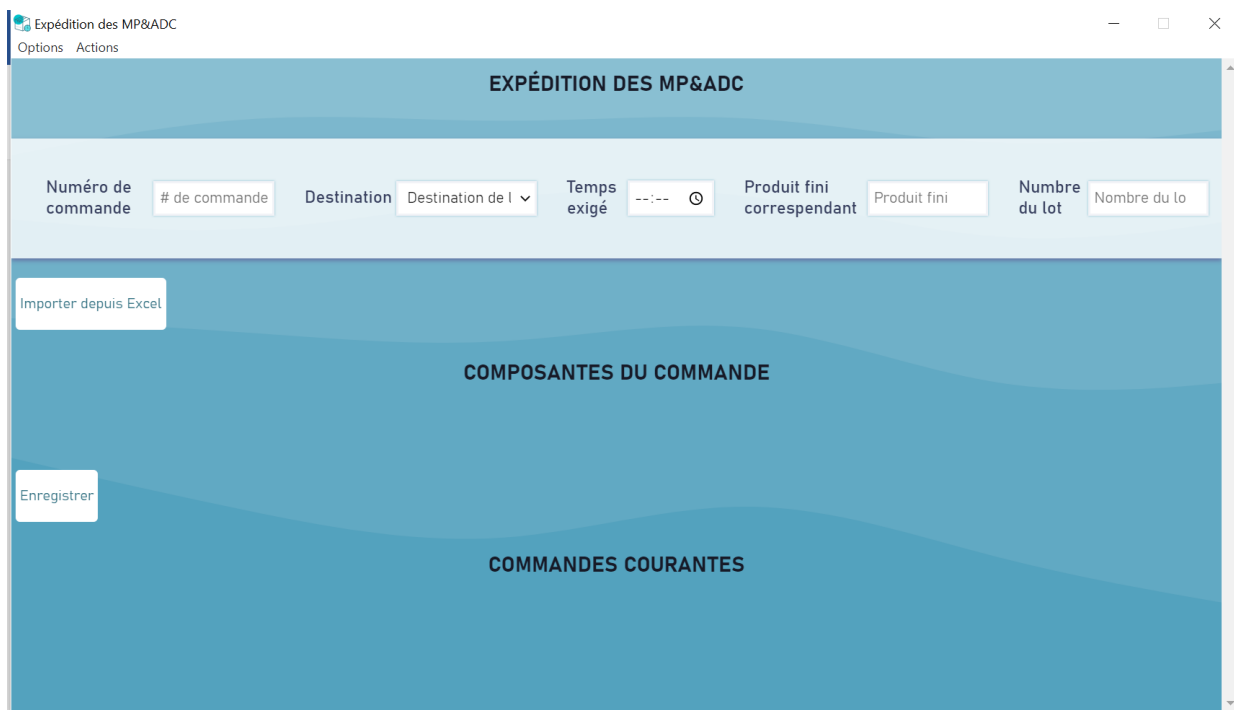 Expédition des MP&ADC
Options Actions
EXPÉDITION DES MP&ADC
Numéro de
commande
# de commande
Destination
Destination de l
Temps
exigé
--:--
Produit fini
correspendant
Produit fini
Numbre
du lot
Nombre du lo
Importer depuis Excel
COMPOSANTES DU COMMANDE
Enregistrer
COMMANDES COURANTES